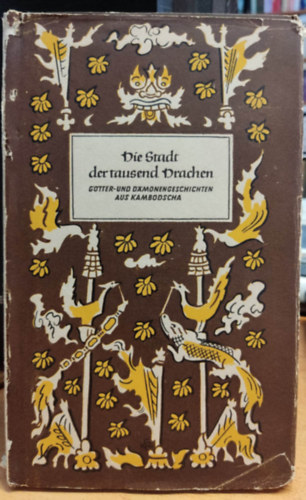 Die Stadt
der tausend Drachen
GÖTTER-UND DÄMONENGESCHICHTEN
AUS KAMBODSCHA